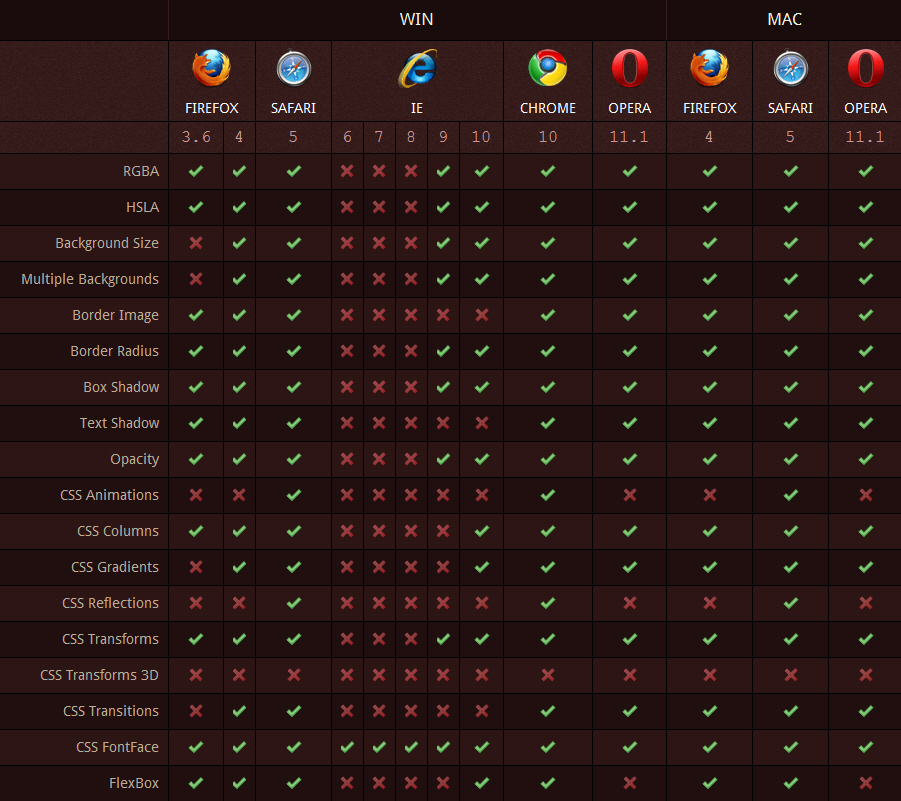 WIN MAC
FIREFOX SAFARI IE CHROME OPERA FIREFOX SAFARI OPERA
3.6 4 5 6 7 8 9 10 10 11.1 4 5 11.1
RGBA
HSLA
Background Size
Multiple Backgrounds
Border Image
Border Radius
Box Shadow
Text Shadow
Opacity
CSS Animations
CSS Columns
CSS Gradients
CSS Reflections
CSS Transforms
CSS Transforms 3D
CSS Transitions
CSS FontFace
FlexBox